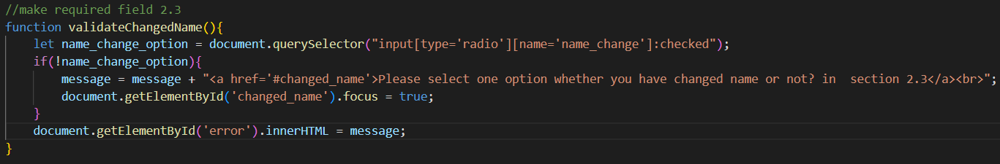 //make required field 2.3
function validateChangedName(){
    let name_change_option = document.querySelector("input[type='radio'][name='name_change']:checked");
    if(!name_change_option){
        message = message + "<a href='#changed_name'>Please select one option whether you have changed name or not? in  section 2.3</a><br>";
        document.getElementById('changed_name').focus = true;
    }
    document.getElementById('error').innerHTML = message;
}